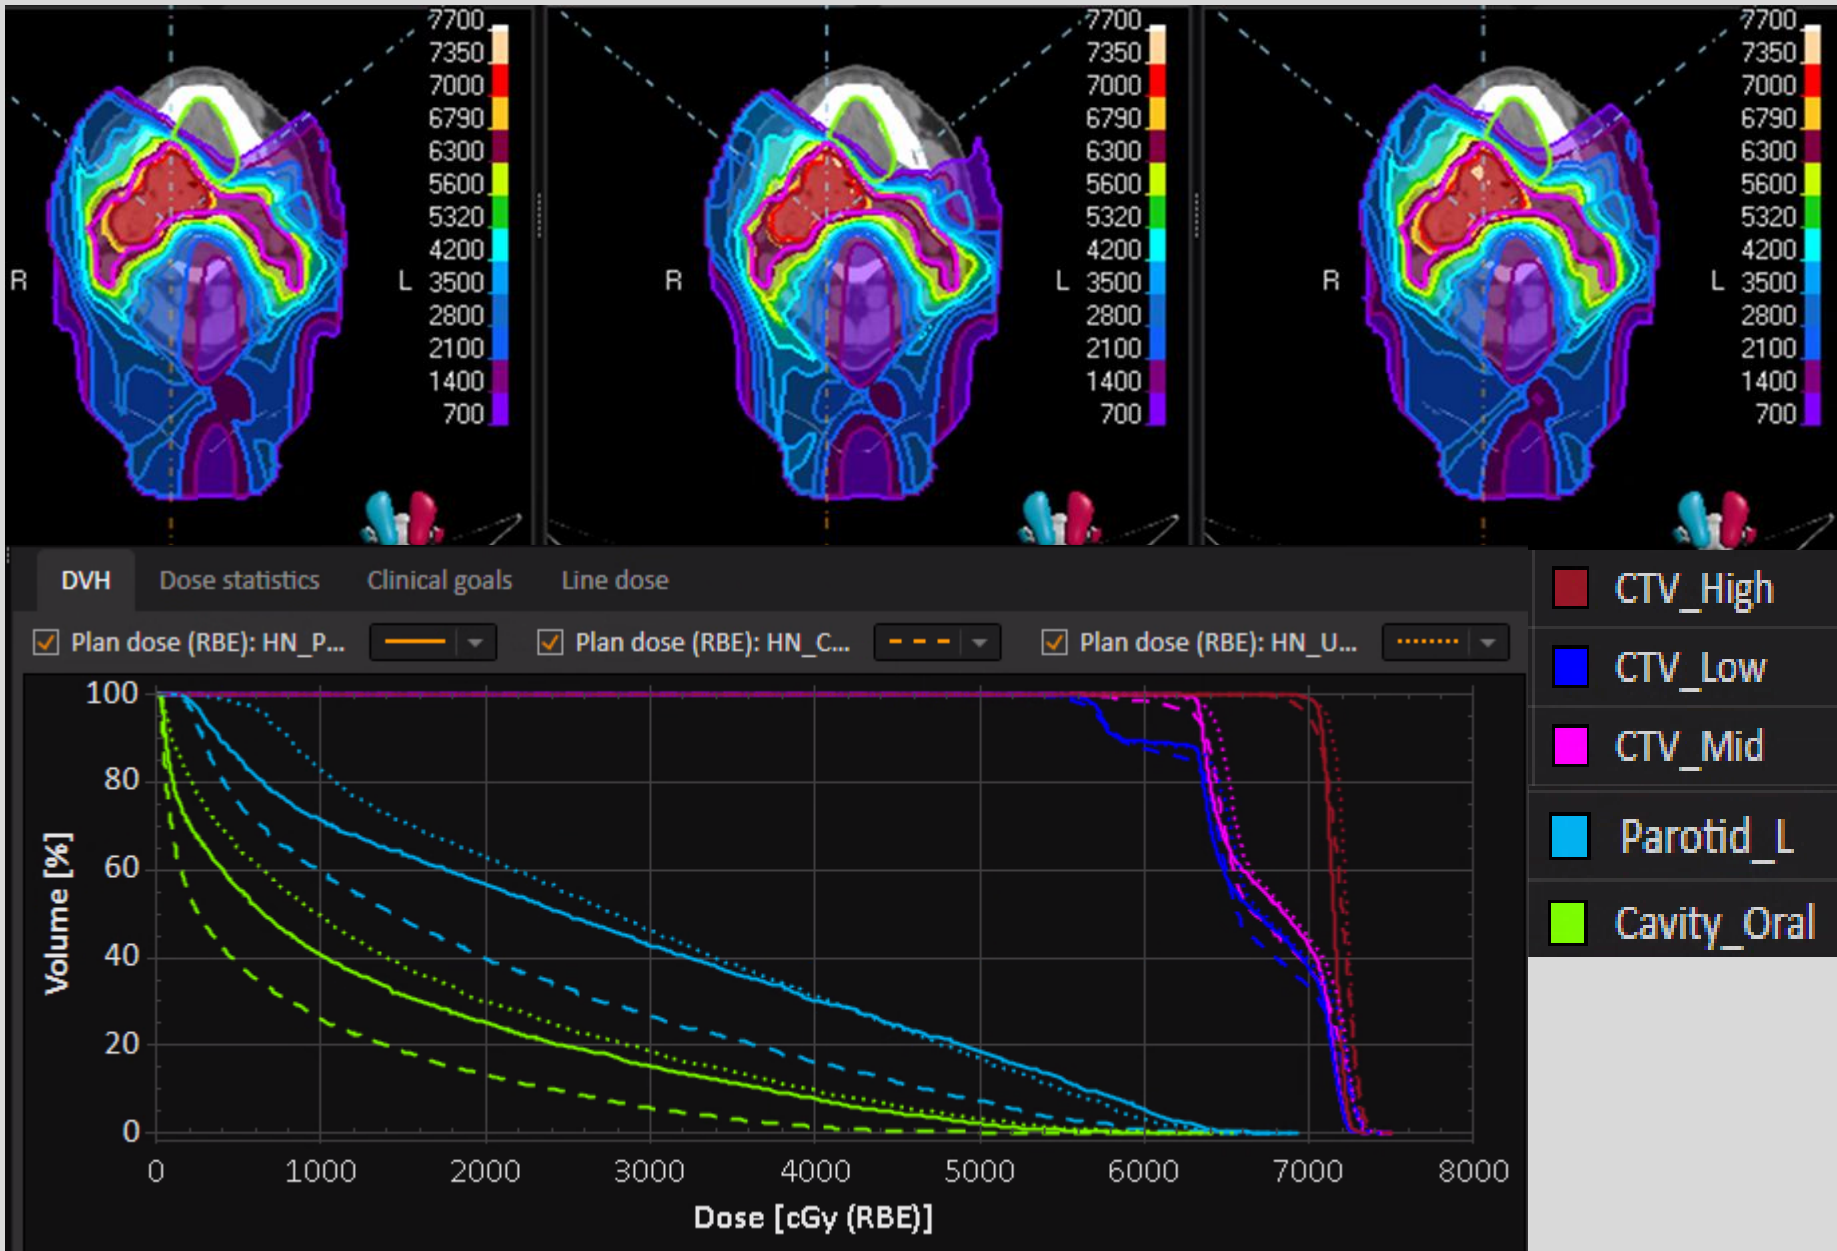 7700
7350
7000
6790
6300
5600
5320
4200
3500
2800
2100
1400
700
R
L
7700
7350
7000
6790
6300
5600
5320
4200
3500
2800
2100
1400
700
R
L
7700
7350
7000
6790
6300
5600
5320
4200
3500
2800
2100
1400
700
R
L
DVH Dose statistics Clinical goals Line dose
Plan dose (RBE): HN_P... Plan dose (RBE): HN_C... Plan dose (RBE): HN_U...
100
80
60
40
20
0
Volume [%]
0 1000 2000 3000 4000 5000 6000 7000 8000
Dose [cGy (RBE)]
CTV_High
CTV_Low
CTV_Mid
Parotid_L
Cavity_Oral